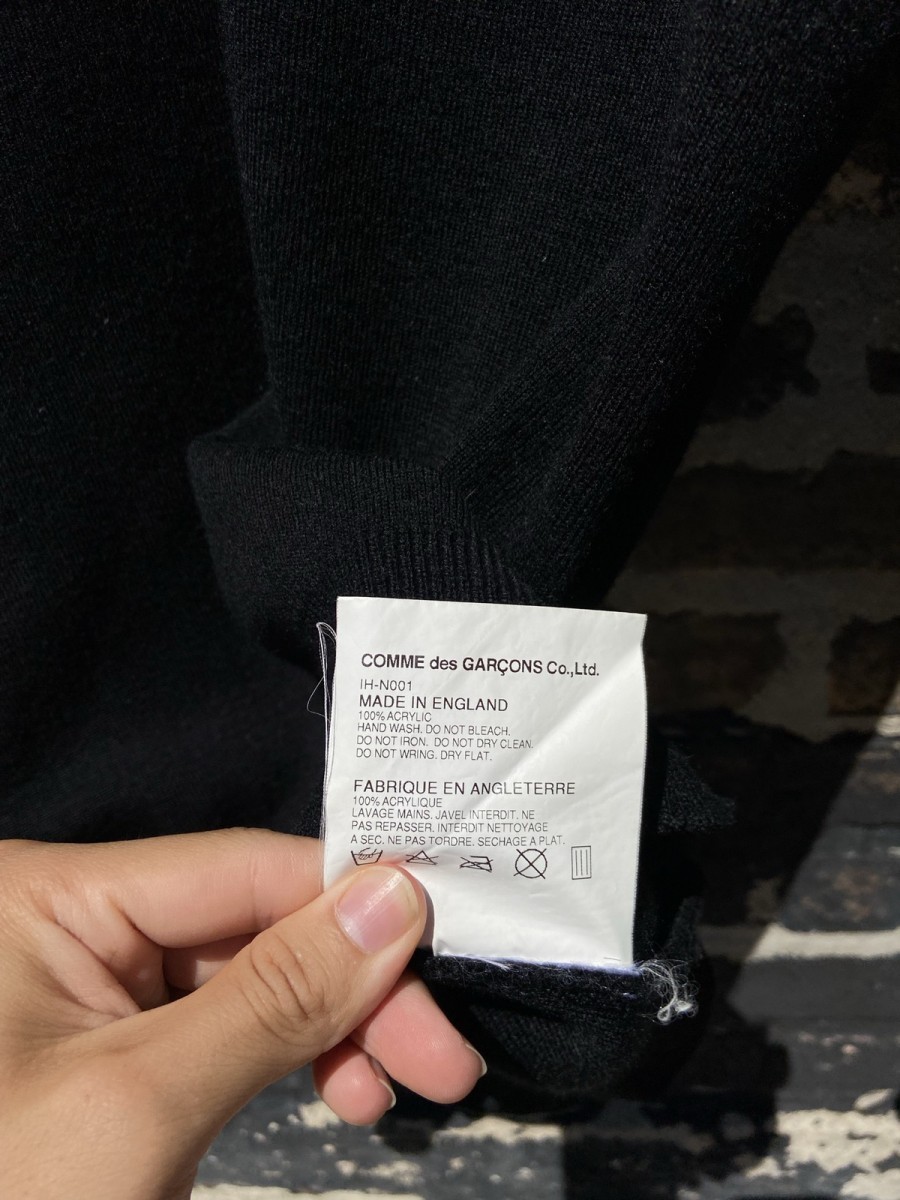 COMME des GARÇONS Co.,Ltd.
IH-N001
MADE IN ENGLAND
100% ACRYLIC
HAND WASH. DO NOT BLEACH.
DO NOT IRON. DO NOT DRY CLEAN.
DO NOT WRING. DRY FLAT.
FABRIQUE EN ANGLETERRE
100% ACRYLIQUE
LAVAGE MAINS. JAVEL INTERDIT. NE
PAS REPASSER. INTERDIT NETTOYAGE
A SEC. NE PAS TORDRE. SECHAGE A PLAT.